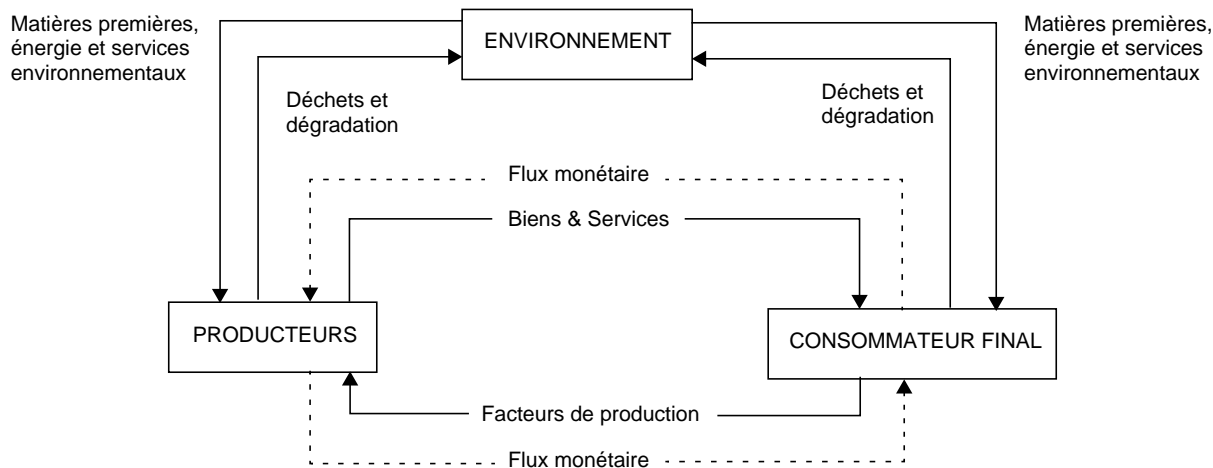 Matières premières,
énergie et services
environnementaux
ENVIRONNEMENT
Matières premières,
énergie et services
environnementaux
Déchets et
dégradation
Déchets et
dégradation
Flux monétaire
Biens & Services
PRODUCTEURS
CONSOMMATEUR FINAL
Facteurs de production
Flux monétaire